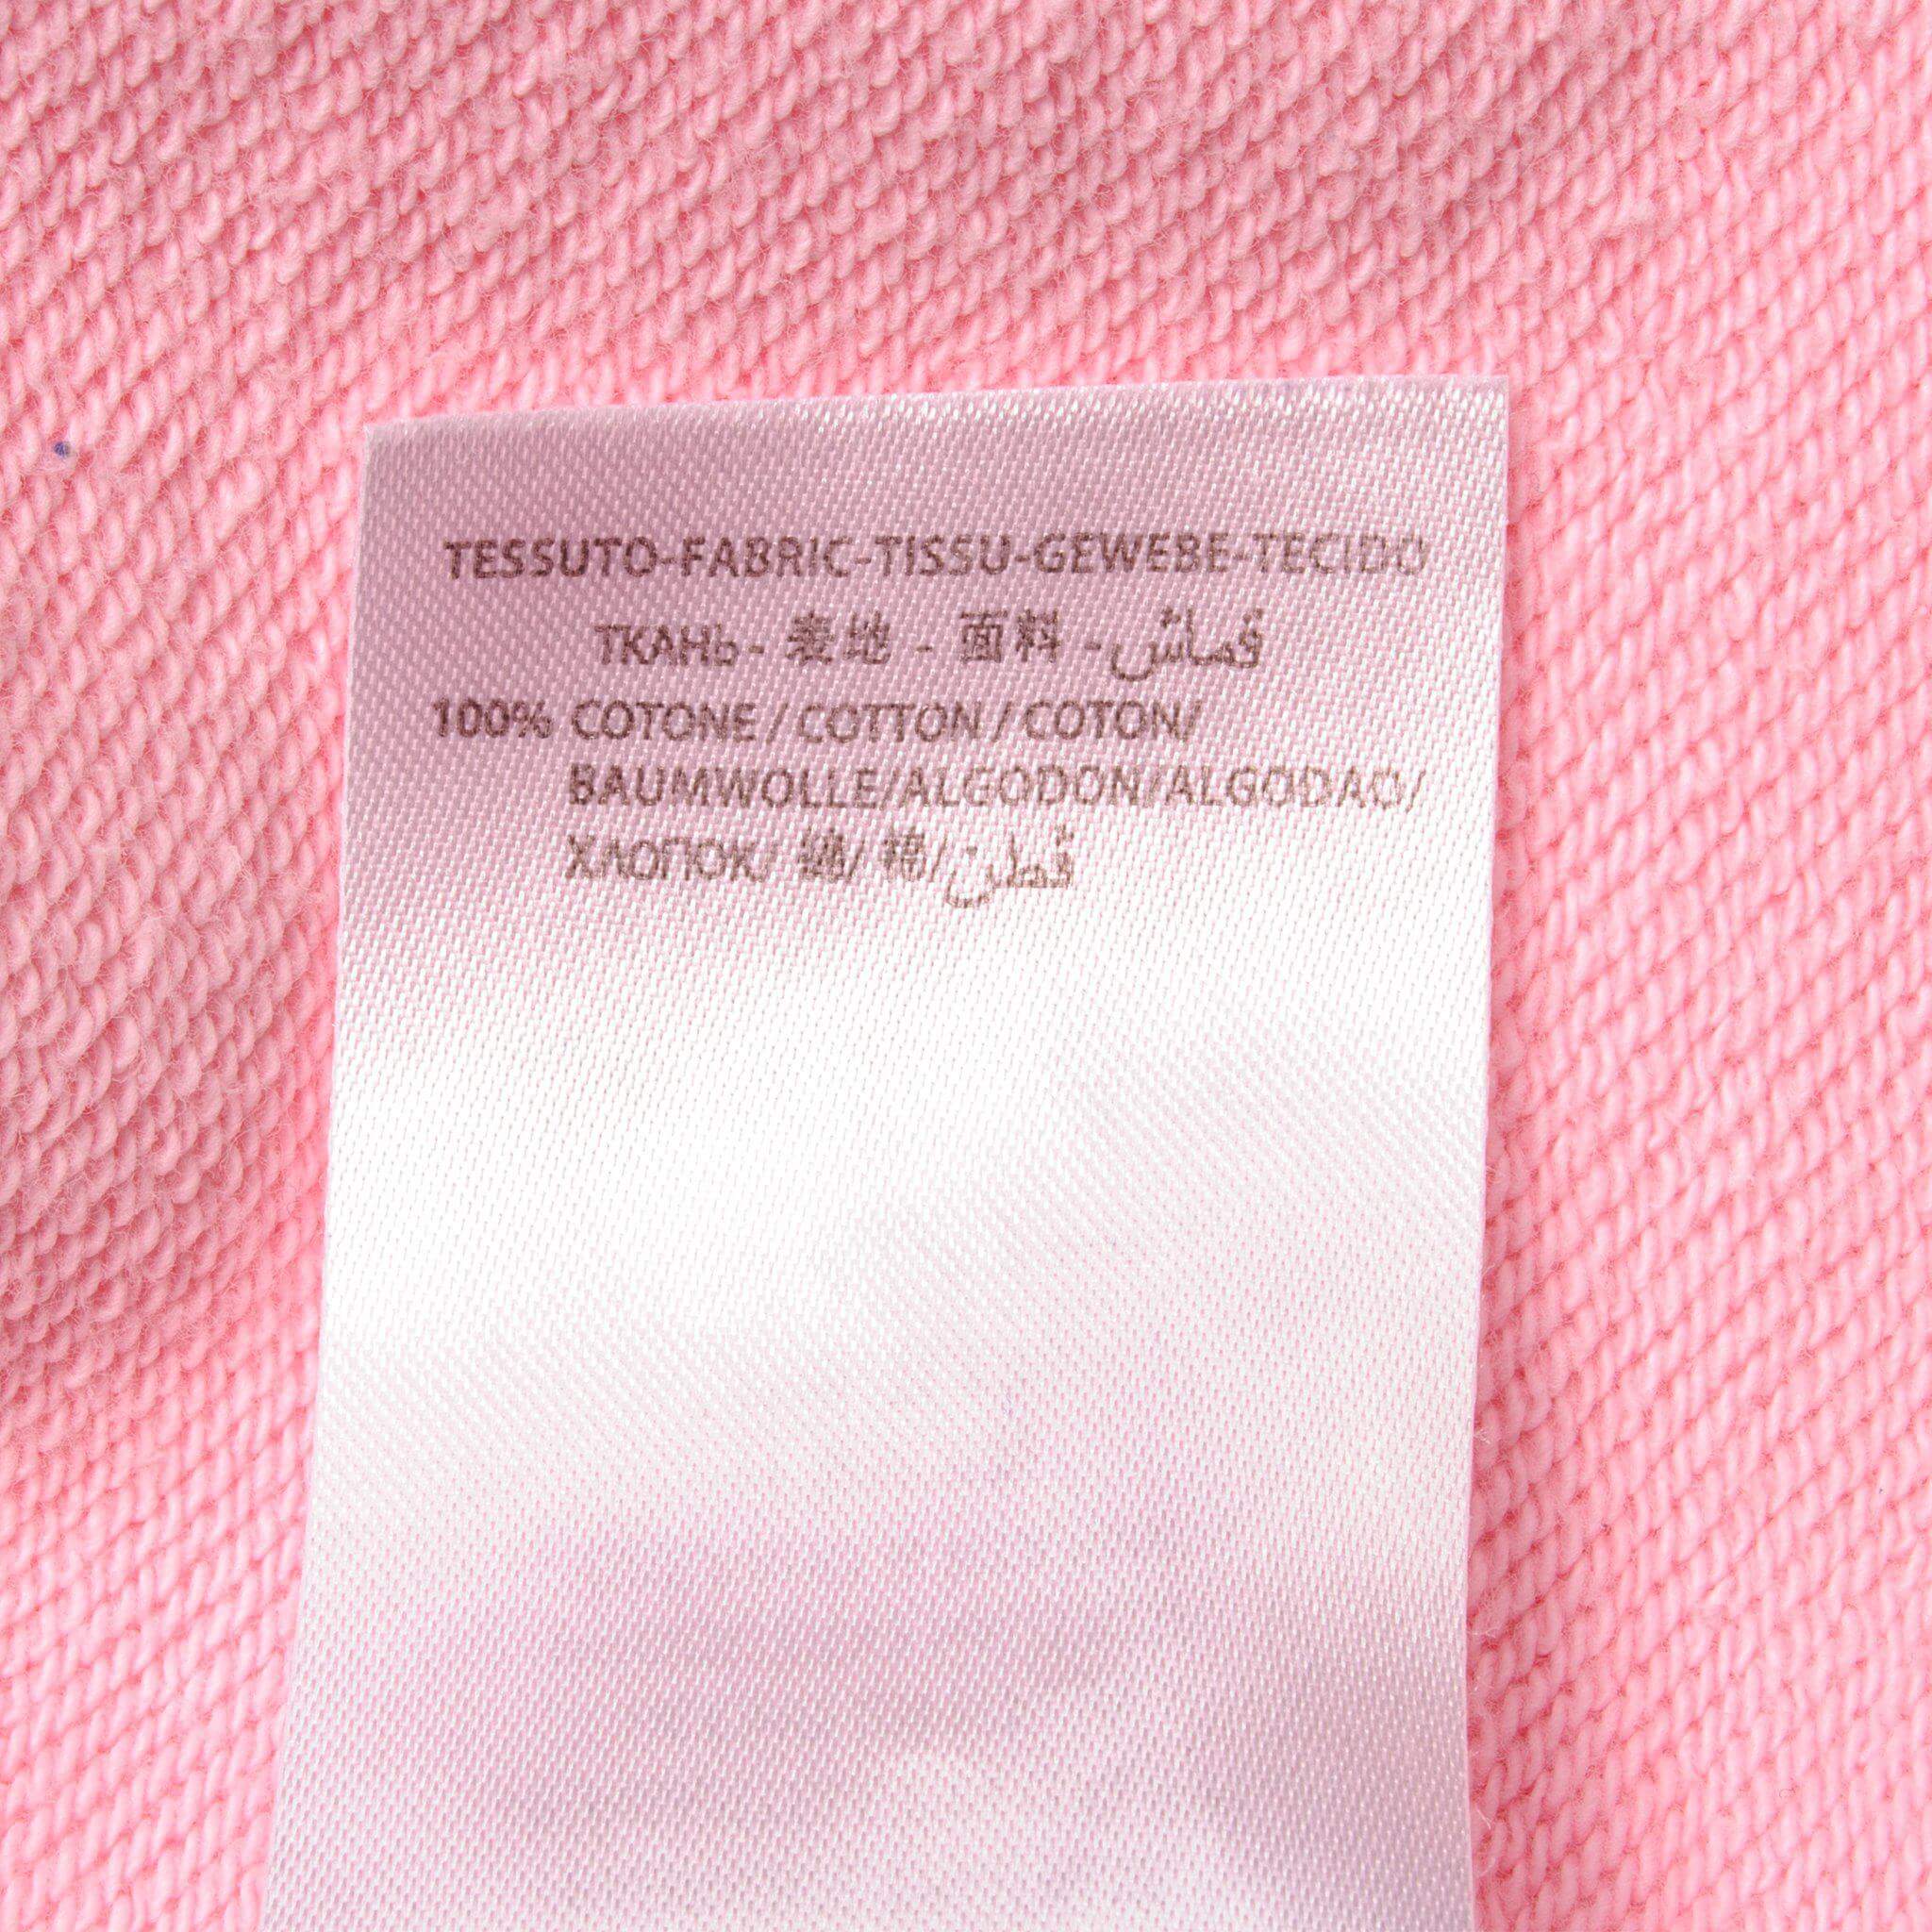 TESSUTO-FABRIC-TISSU-GEWEBE-TECIDO
ТКАНЬ - 表地 - 面料 - قماش
100% COTONE / COTTON / COTON/
BAUMWOLLE/ALGODON/ALGODAO/
ХЛОПОК/ 綿/ 棉/ قطن